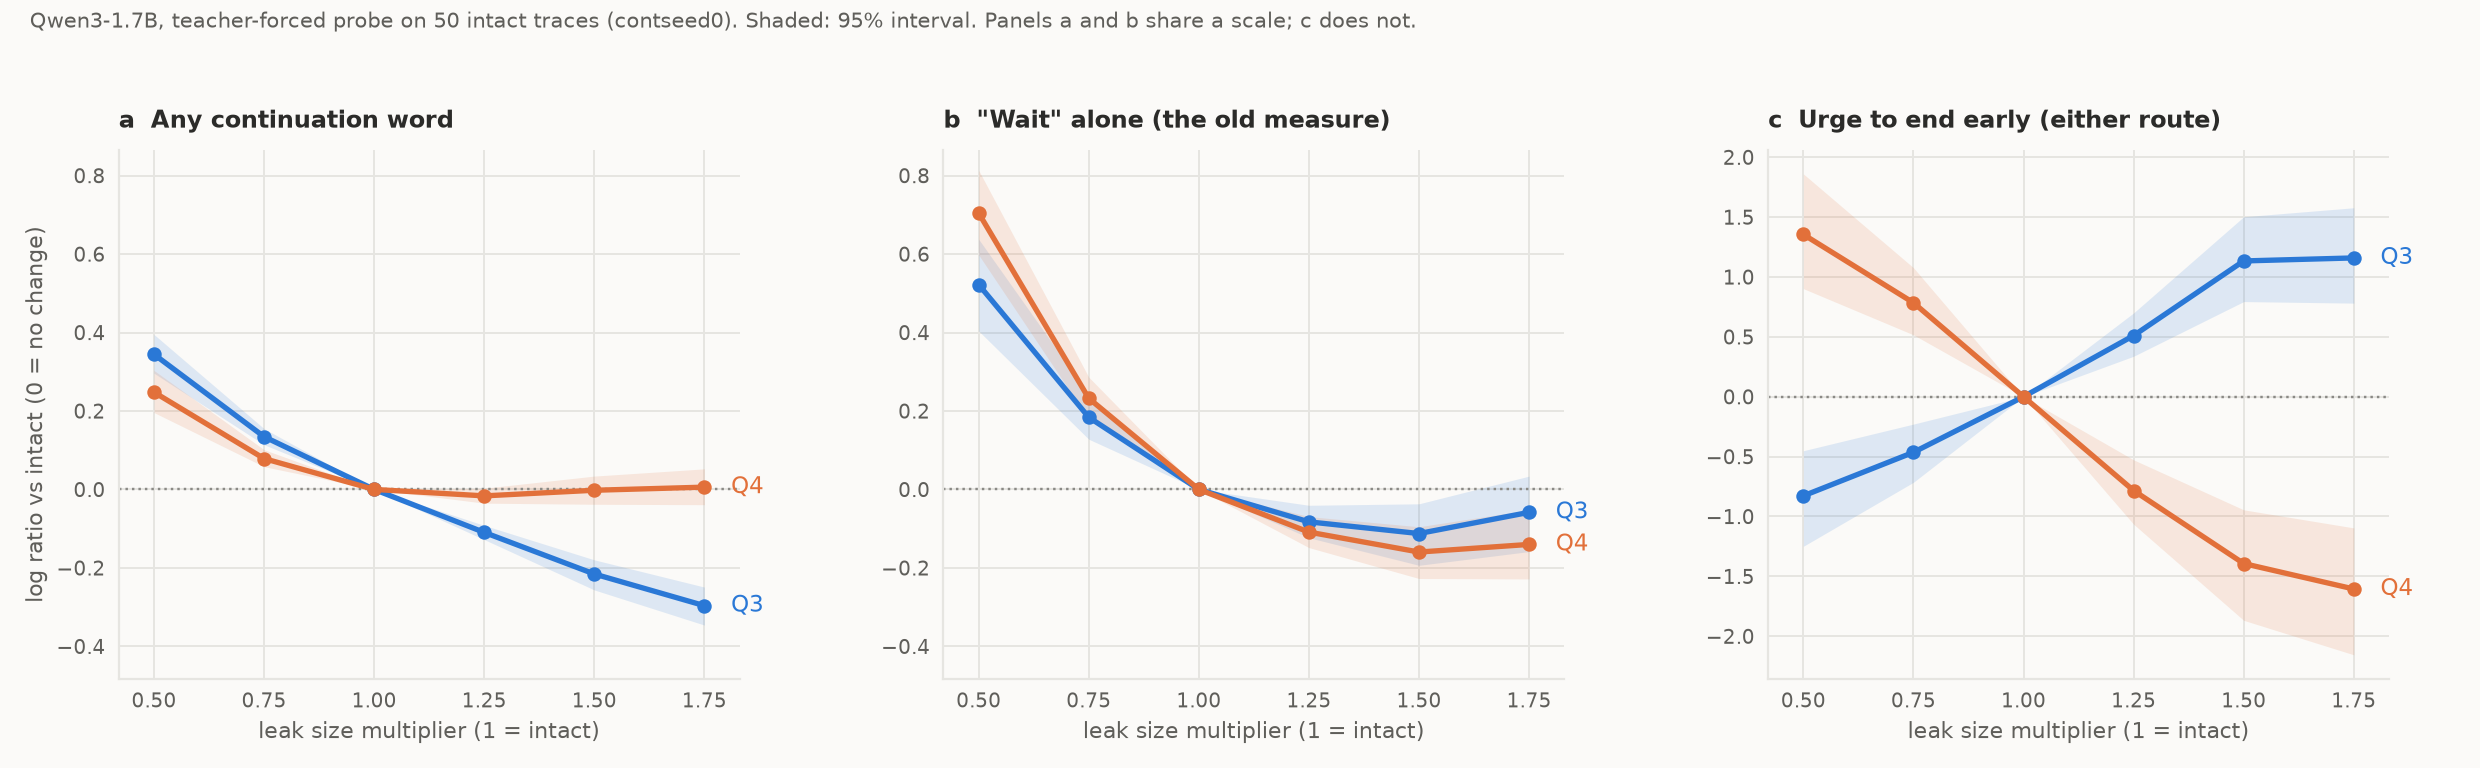 Qwen3-1.7B, teacher-forced probe on 50 intact traces (contseed0). Shaded: 95% interval. Panels a and b share a scale; c does not.
a Any continuation word
log ratio vs intact (0 = no change)
0.8
0.6
0.4
0.2
0.0
−0.2
−0.4
Q4
Q3
0.50 0.75 1.00 1.25 1.50 1.75
leak size multiplier (1 = intact)
b "Wait" alone (the old measure)
0.8
0.6
0.4
0.2
0.0
−0.2
−0.4
Q3
Q4
0.50 0.75 1.00 1.25 1.50 1.75
leak size multiplier (1 = intact)
c Urge to end early (either route)
2.0
1.5
1.0
0.5
0.0
−0.5
−1.0
−1.5
−2.0
Q3
Q4
0.50 0.75 1.00 1.25 1.50 1.75
leak size multiplier (1 = intact)